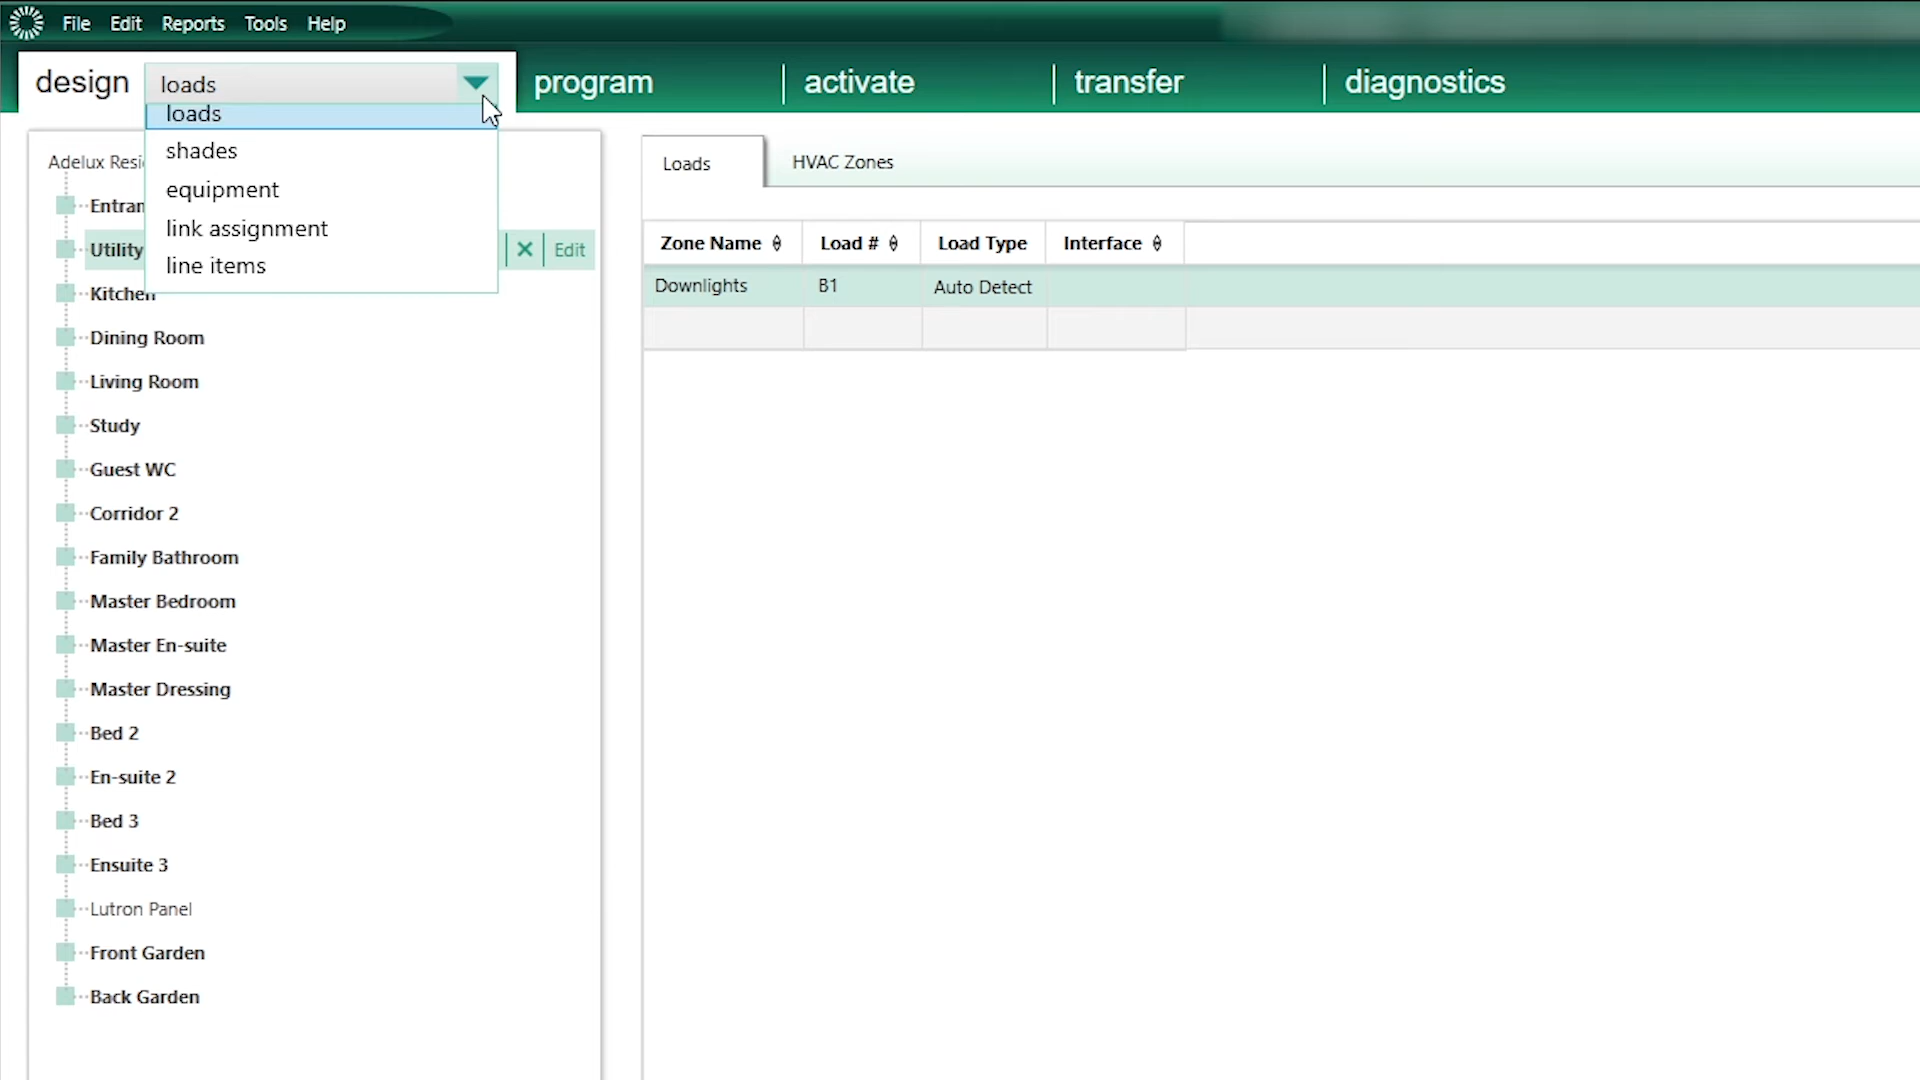 File Edit Reports Tools Help
design loads program activate transfer diagnostics
loads
shades
equipment
link assignment
line items
Adelux Resi
Entran
Utility Edit
Kitchen
Dining Room
Living Room
Study
Guest WC
Corridor 2
Family Bathroom
Master Bedroom
Master En-suite
Master Dressing
Bed 2
En-suite 2
Bed 3
Ensuite 3
Lutron Panel
Front Garden
Back Garden
Loads HVAC Zones
Zone Name Load # Load Type Interface
Downlights B1 Auto Detect